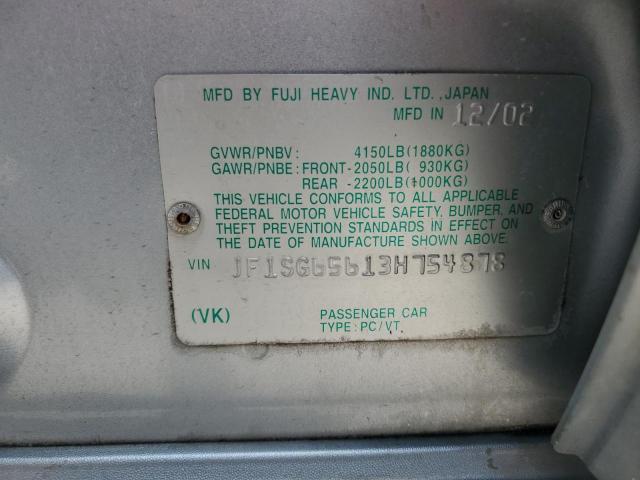 MFD BY FUJI HEAVY IND. LTD. ,JAPAN
MFD IN 12/02
GVWR/PNBV: 4150LB(1880KG)
GAWR/PNBE: FRONT-2050LB( 930KG)
REAR -2200LB(1000KG)
THIS VEHICLE CONFORMS TO ALL APPLICABLE
FEDERAL MOTOR VEHICLE SAFETY, BUMPER, AND
THEFT PREVENTION STANDARDS IN EFFECT ON
THE DATE OF MANUFACTURE SHOWN ABOVE.
VIN JF1SG65613H754878
(VK) PASSENGER CAR
TYPE: PC/VT.